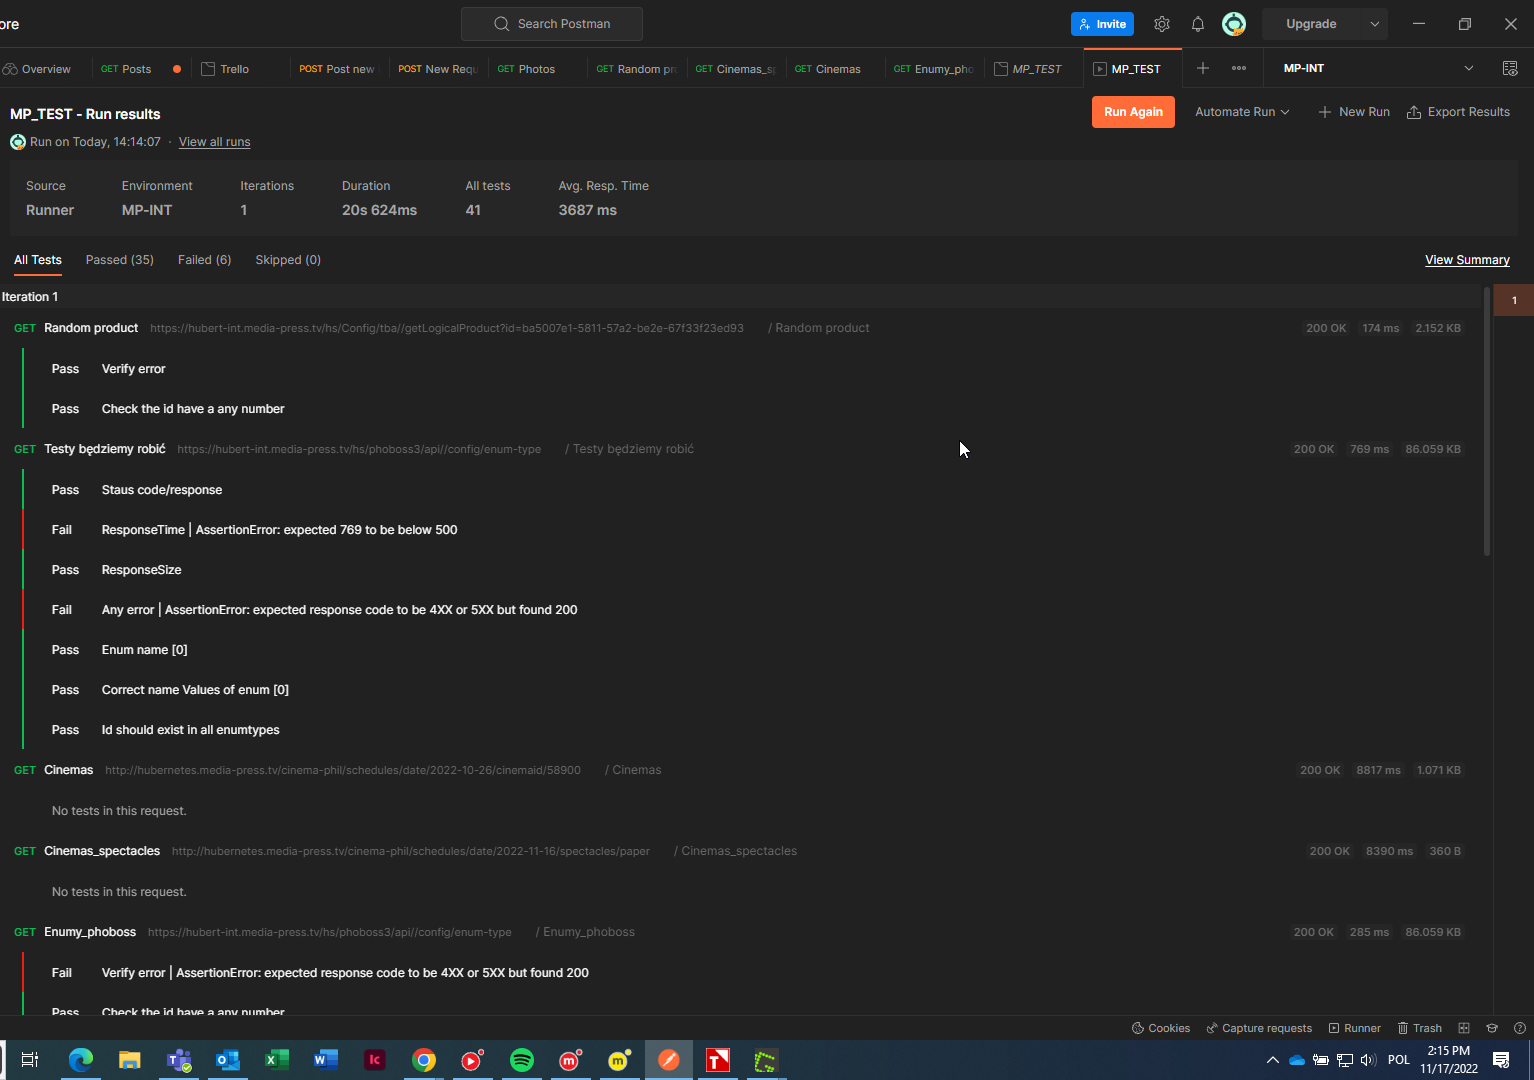 ore
Search Postman
Invite
Upgrade
Overview
GET Posts
Trello
POST Post new
POST New Requ
GET Photos
GET Random pr
GET Cinemas_sp
GET Cinemas
GET Enumy_pho
MP_TEST
MP_TEST
MP-INT
MP_TEST - Run results
Run Again
Automate Run
New Run
Export Results
Run on Today, 14:14:07 · View all runs
Source
Environment
Iterations
Duration
All tests
Avg. Resp. Time
Runner
MP-INT
1
20s 624ms
41
3687 ms
All Tests
Passed (35)
Failed (6)
Skipped (0)
View Summary
Iteration 1
1
GET Random product https://hubert-int.media-press.tv/hs/Config/tba//getLogicalProduct?id=ba5007e1-5811-57a2-be2e-67f33f23ed93 / Random product 200 OK 174 ms 2.152 KB
Pass Verify error
Pass Check the id have a any number
GET Testy będziemy robić https://hubert-int.media-press.tv/hs/phoboss3/api//config/enum-type / Testy będziemy robić 200 OK 769 ms 86.059 KB
Pass Staus code/response
Fail ResponseTime | AssertionError: expected 769 to be below 500
Pass ResponseSize
Fail Any error | AssertionError: expected response code to be 4XX or 5XX but found 200
Pass Enum name [0]
Pass Correct name Values of enum [0]
Pass Id should exist in all enumtypes
GET Cinemas http://hubernetes.media-press.tv/cinema-phil/schedules/date/2022-10-26/cinemaid/58900 / Cinemas 200 OK 8817 ms 1.071 KB
No tests in this request.
GET Cinemas_spectacles http://hubernetes.media-press.tv/cinema-phil/schedules/date/2022-11-16/spectacles/paper / Cinemas_spectacles 200 OK 8390 ms 360 B
No tests in this request.
GET Enumy_phoboss https://hubert-int.media-press.tv/hs/phoboss3/api//config/enum-type / Enumy_phoboss 200 OK 285 ms 86.059 KB
Fail Verify error | AssertionError: expected response code to be 4XX or 5XX but found 200
Pass Check the id have a any number
Cookies
Capture requests
Runner
Trash
Ic
POL
2:15 PM
11/17/2022